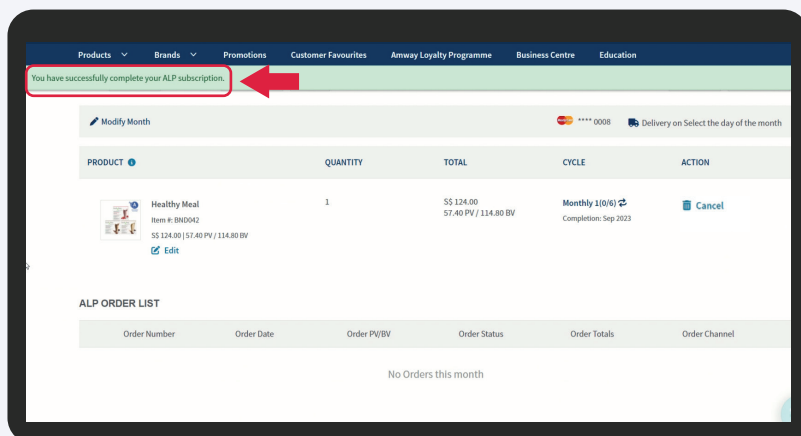 Products Brands Promotions Customer Favourites Amway Loyalty Programme Business Centre Education
You have successfully complete your ALP subscription.
Modify Month **** 0008 Delivery on Select the day of the month
PRODUCT QUANTITY TOTAL CYCLE ACTION
Healthy Meal 1 S$ 124.00 Monthly 1(0/6) Cancel
Item #: BND042 57.40 PV / 114.80 BV Completion: Sep 2023
S$ 124.00 | 57.40 PV / 114.80 BV
Edit
ALP ORDER LIST
Order Number Order Date Order PV/BV Order Status Order Totals Order Channel
No Orders this month